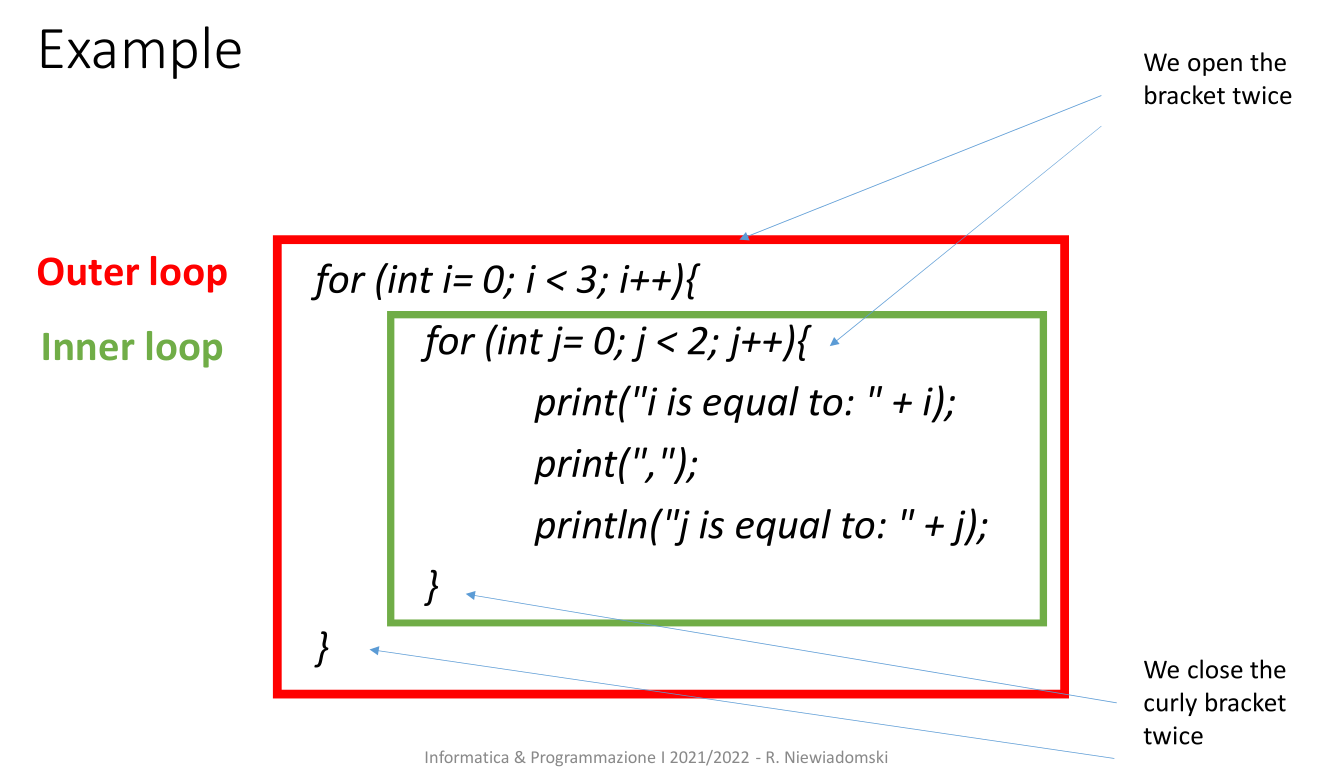 Example
We open the
bracket twice
Outer loop
Inner loop
for (int i= 0; i < 3; i++){
for (int j= 0; j < 2; j++){
print("i is equal to: " + i);
print(",");
println("j is equal to: " + j);
}
}
We close the
curly bracket
twice
Informatica & Programmazione I 2021/2022 - R. Niewiadomski